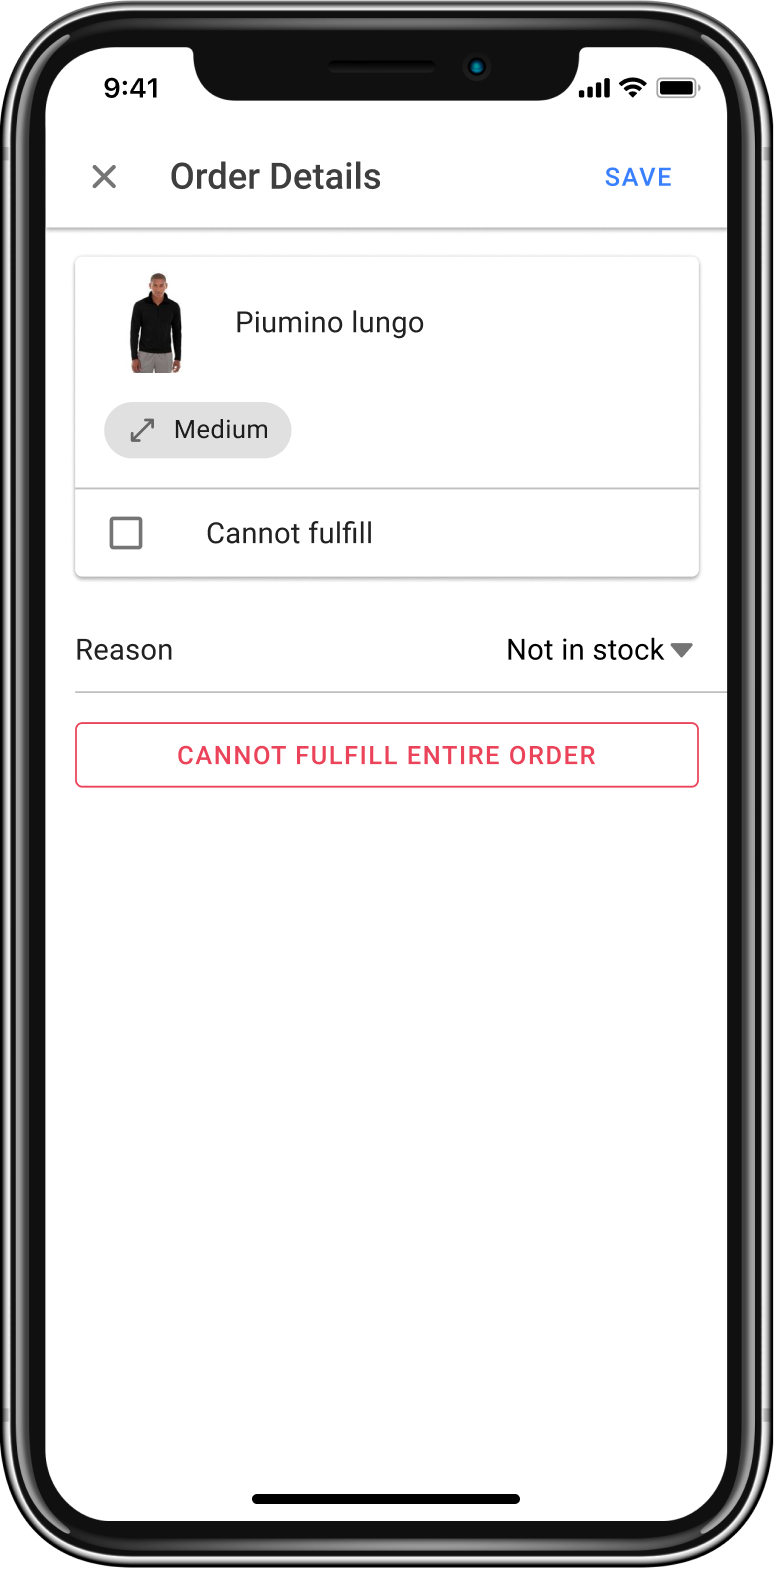 9:41
Order Details
SAVE
Piumino lungo
Medium
Cannot fulfill
Reason
Not in stock
CANNOT FULFILL ENTIRE ORDER